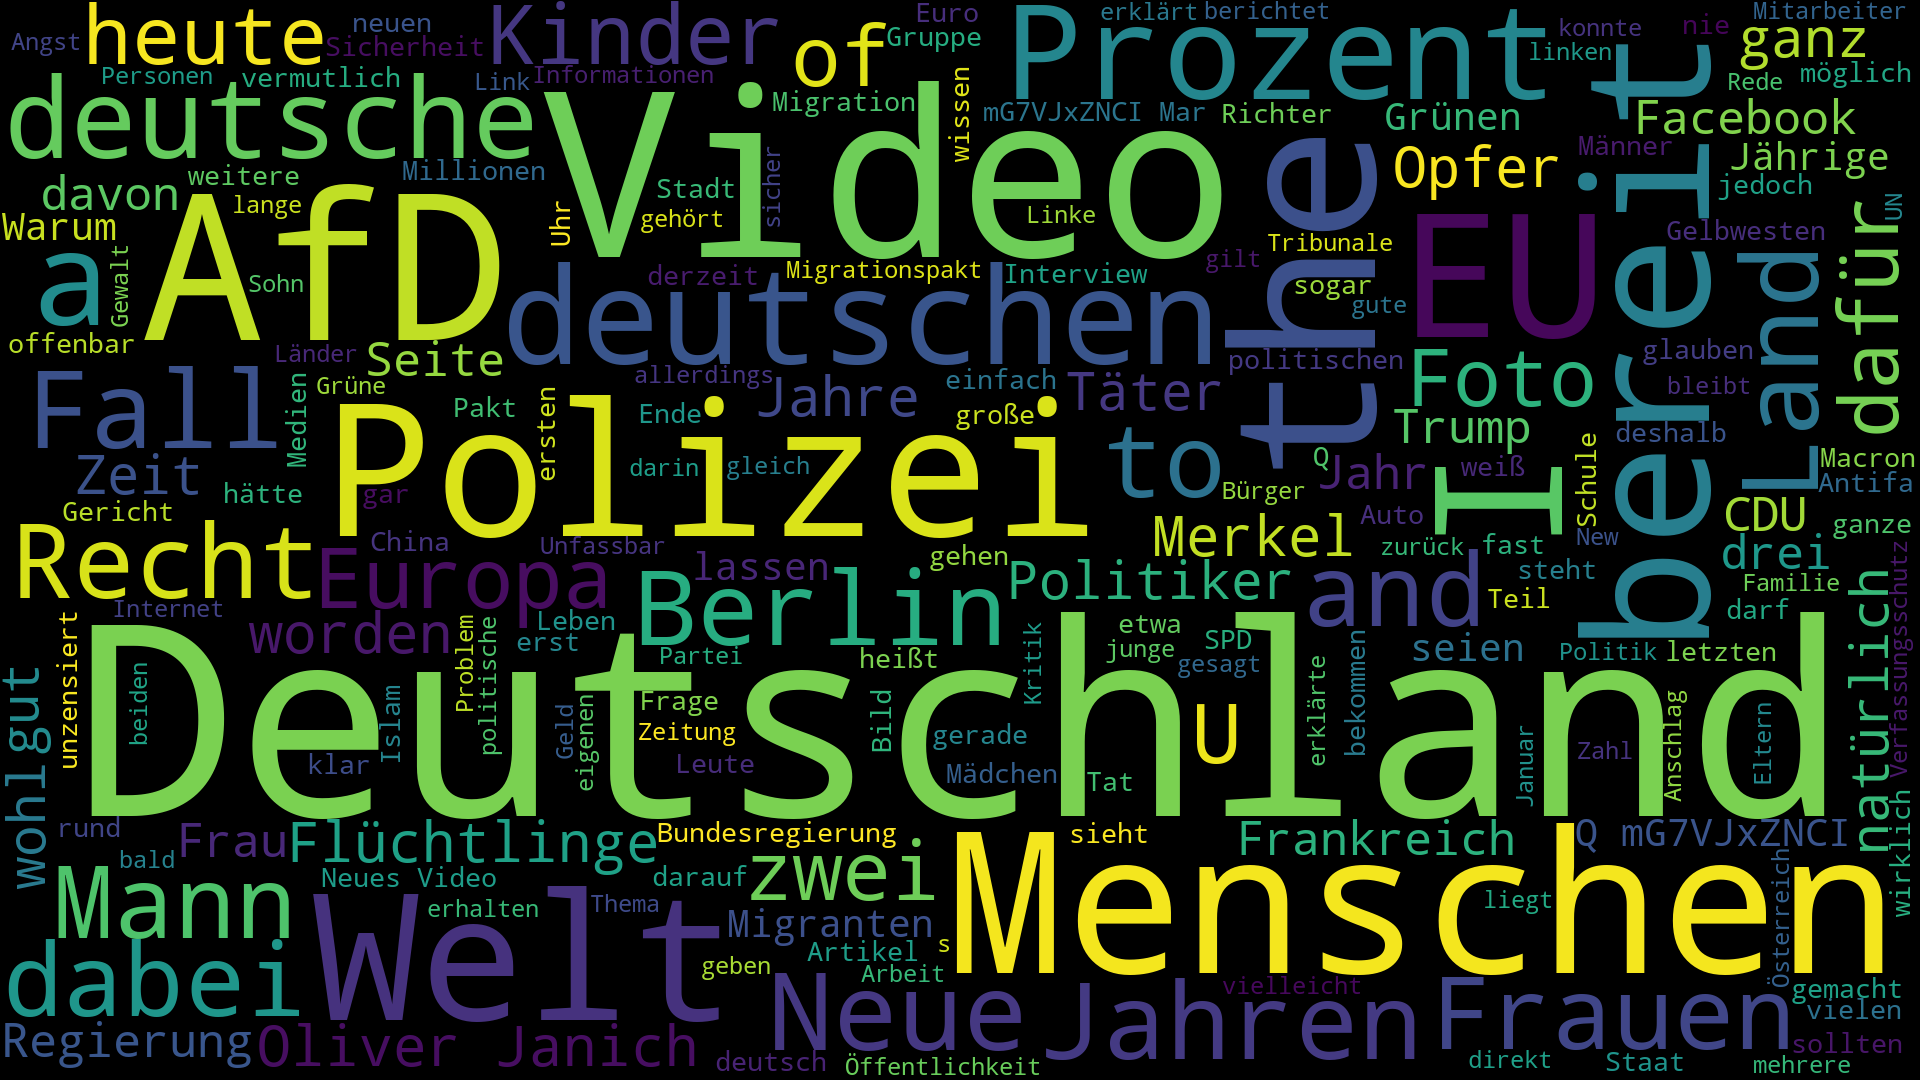 heute
Angst
neuen
Sicherheit
Kinder
Euro
Gruppe
of
Prozent
erklärt
berichtet
konnte
linken
nie
Mitarbeiter
ganz
Rede
möglich
Personen
vermutlich
Link
Informationen
Migration
wissen
mG7VJxZNCI Mar
Richter
Grünen
Facebook
deutsche
Video
the
bereit
Opfer
Männer
Jährige
jedoch
UN
davon
weitere
lange
Millionen
Stadt
gehört
sicher
Linke
Uhr
Warum
AfD
a
Gewalt
Sohn
derzeit
Migrationspakt
Interview
Tribunale
gilt
sogar
gute
EU
Gelbwesten
Land
dafür
offenbar
Länder
Seite
Grüne
deutschen
politischen
glauben
bleibt
Foto
Fall
Medien
Pakt
ersten
allerdings
Ende
Jahre
einfach
große
Täter
Trump
deshalb
Macron
Antifa
Zeit
hätte
gar
Polizei
darin
gleich
to
Q
Jahr
weiß
Schule
Bürger
I
Gericht
China
Unfassbar
gehen
Merkel
Auto
zurück
fast
New
CDU
ganze
Recht
Europa
lassen
Berlin
Politiker
and
steht
Teil
drei
Familie
darf
Internet
worden
Leben
erst
Problem
politische
Partei
heißt
Kritik
etwa
junge
SPD
gesagt
seien
Politik
letzten
natürlich
Verfassungsschutz
unzensiert
wohlgut
beiden
Deutschland
Islam
klar
Geld
eigenen
Frage
Zeitung
Leute
Bild
gerade
Mädchen
Tat
U
erklärte
bekommen
Januar
Zahl
Anschlag
Eltern
rund
bald
Frau
Flüchtlinge
Bundesregierung
sieht
Frankreich
Q mG7VJxZNCI
wirklich
Neues Video
darauf
zwei
Menschen
Mann
erhalten
Thema
Migranten
Artikel
s
liegt
Österreich
dabei
Welt
geben
Arbeit
Neue
vielleicht
Jahren
Frauen
gemacht
vielen
Regierung
Oliver Janich
deutsch
Öffentlichkeit
direkt
Staat
sollten
mehrere